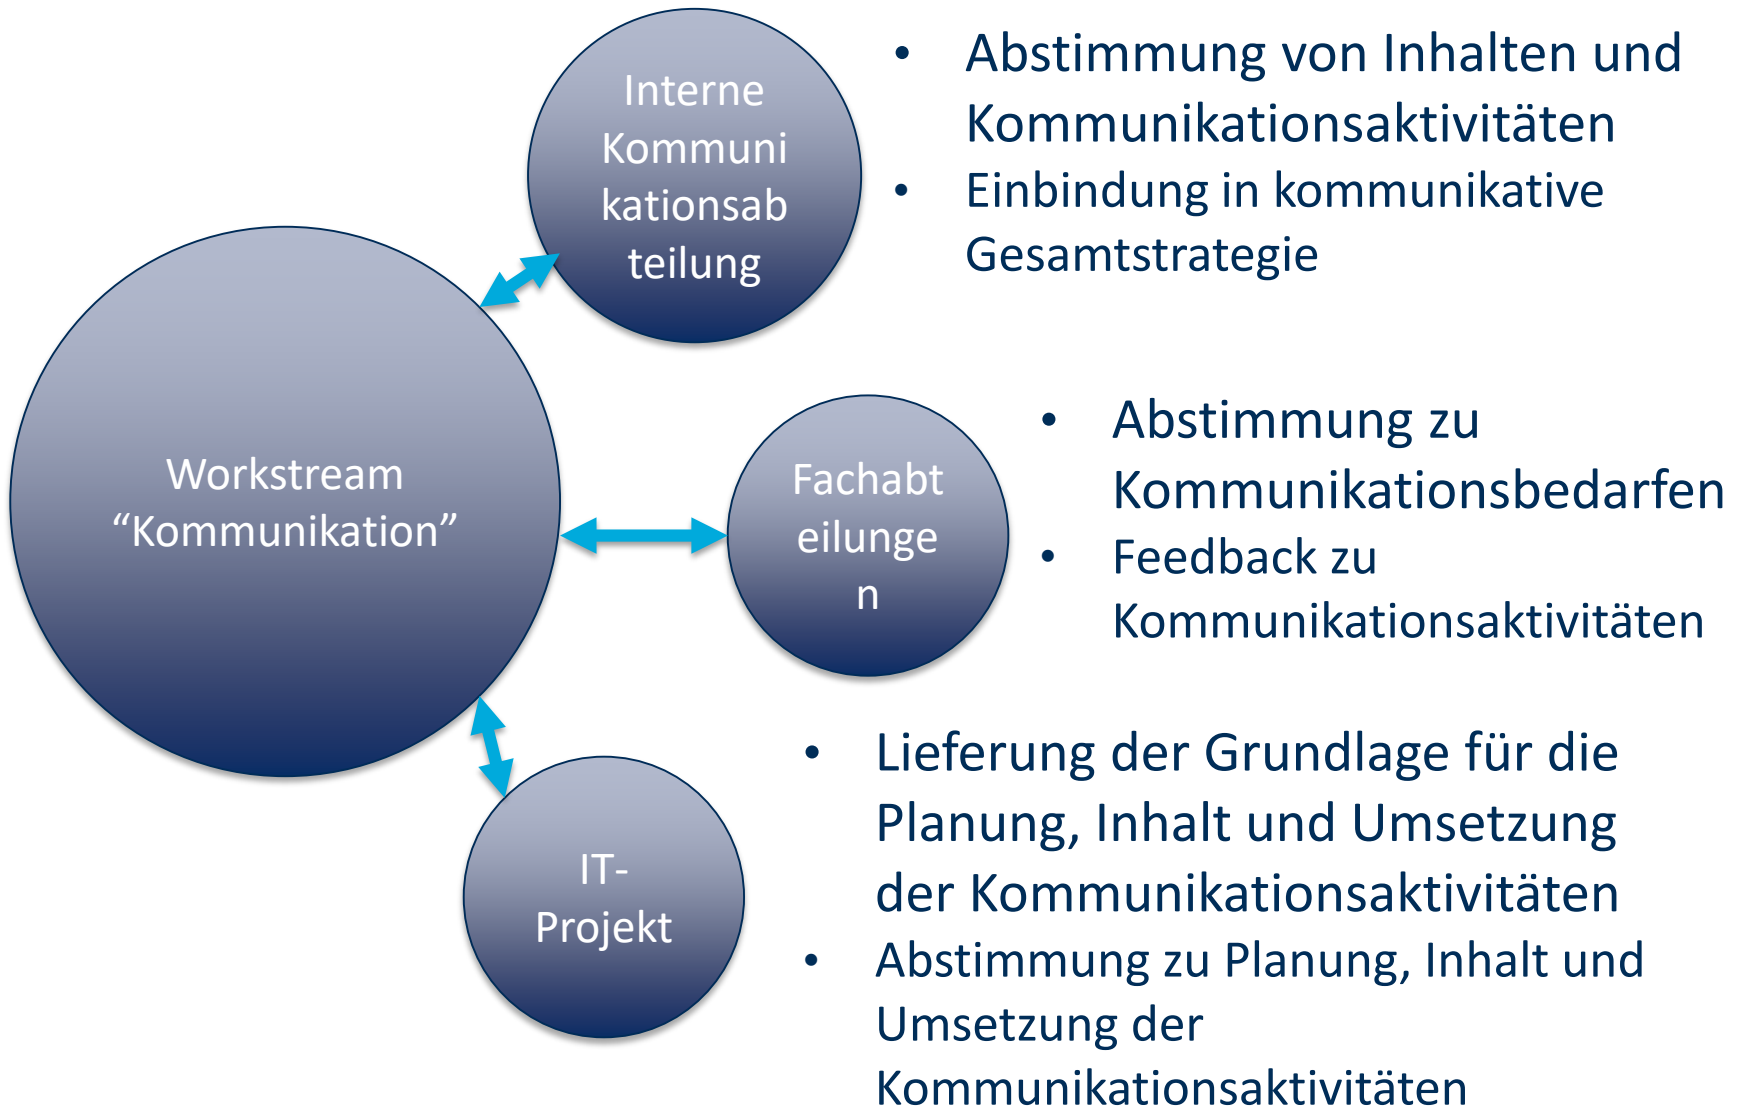 Interne
Kommuni
kationsab
teilung
• Abstimmung von Inhalten und
Kommunikationsaktivitäten
• Einbindung in kommunikative
Gesamtstrategie
Workstream
“Kommunikation”
Fachabt
eilunge
n
• Abstimmung zu
Kommunikationsbedarfen
• Feedback zu
Kommunikationsaktivitäten
IT-
Projekt
• Lieferung der Grundlage für die
Planung, Inhalt und Umsetzung
der Kommunikationsaktivitäten
• Abstimmung zu Planung, Inhalt und
Umsetzung der
Kommunikationsaktivitäten